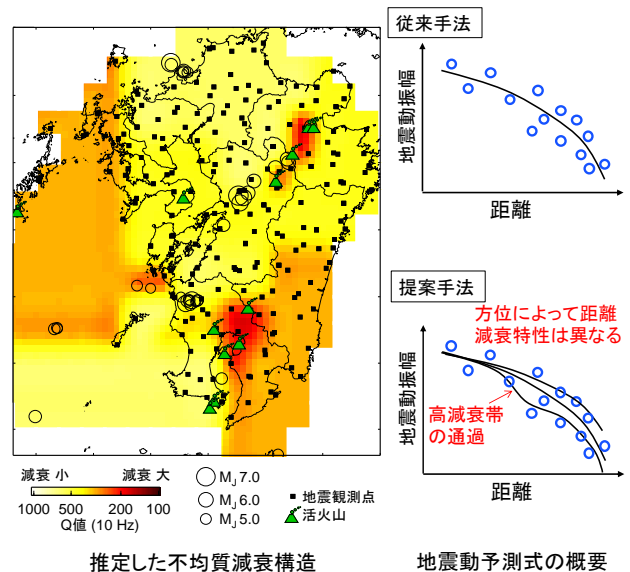 従来手法
地震動振幅
距離
提案手法
方位によって距離
減衰特性は異なる
地震動振幅
高減衰帯
の通過
距離
減衰 小 減衰 大
1000 500 200 100
Q値 (10 Hz)
MJ 7.0
MJ 6.0
MJ 5.0
地震観測点
活火山
推定した不均質減衰構造
地震動予測式の概要